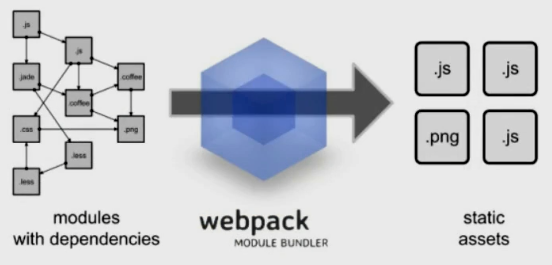 .js
.js
.jade
.coffee
.coffee
.css
.png
.less
.less
modules
with dependencies
webpack
MODULE BUNDLER
.js
.js
.png
.js
static
assets